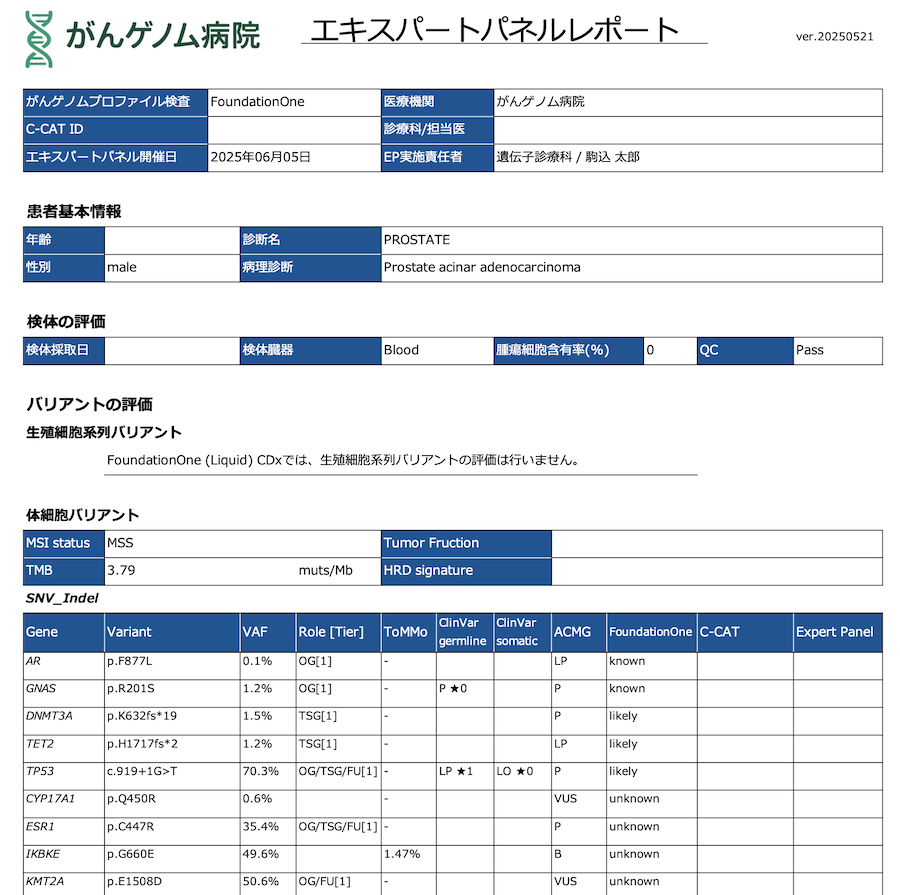 がんゲノム病院
エキスパートパネルレポート
ver.20250521
がんゲノムプロファイル検査 FoundationOne 医療機関 がんゲノム病院
C-CAT ID 診療科/担当医
エキスパートパネル開催日 2025年06月05日 EP実施責任者 遺伝子診療科 / 駒込 太郎
患者基本情報
年齢 診断名 PROSTATE
性別 male 病理診断 Prostate acinar adenocarcinoma
検体の評価
検体採取日 検体臓器 Blood 腫瘍細胞含有率(%) 0 QC Pass
バリアントの評価
生殖細胞系列バリアント
FoundationOne (Liquid) CDxでは、生殖細胞系列バリアントの評価は行いません。
体細胞バリアント
MSI status MSS Tumor Fruction
TMB 3.79 muts/Mb HRD signature
SNV_Indel
Gene Variant VAF Role [Tier] ToMMo ClinVar germline ClinVar somatic ACMG FoundationOne C-CAT Expert Panel
AR p.F877L 0.1% OG[1] - LP known
GNAS p.R201S 1.2% OG[1] - P ★0 P known
DNMT3A p.K632fs*19 1.5% TSG[1] - P likely
TET2 p.H1717fs*2 1.2% TSG[1] - LP likely
TP53 c.919+1G>T 70.3% OG/TSG/FU[1] - LP ★1 LO ★0 P likely
CYP17A1 p.Q450R 0.6% - VUS unknown
ESR1 p.C447R 35.4% OG/TSG/FU[1] - P unknown
IKBKE p.G660E 49.6% 1.47% B unknown
KMT2A p.E1508D 50.6% OG/FU[1] - VUS unknown